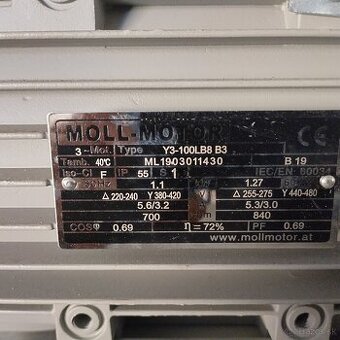 MOLL-MOTOR CE
3~Mot. Type Y3-100LB8 B3
Tamb. 40℃ ML1903011430 B 19
Iso-Cl F IP 55 S 1 IEC/EN 60034
1.1 1.27
Δ 220-240 Y 380-420 V Δ 255-275 Y 440-480
5.6/3.2 A 5.3/3.0
700 rpm 840
COSφ 0.69 η=72% PF 0.69
www.mollmotor.at